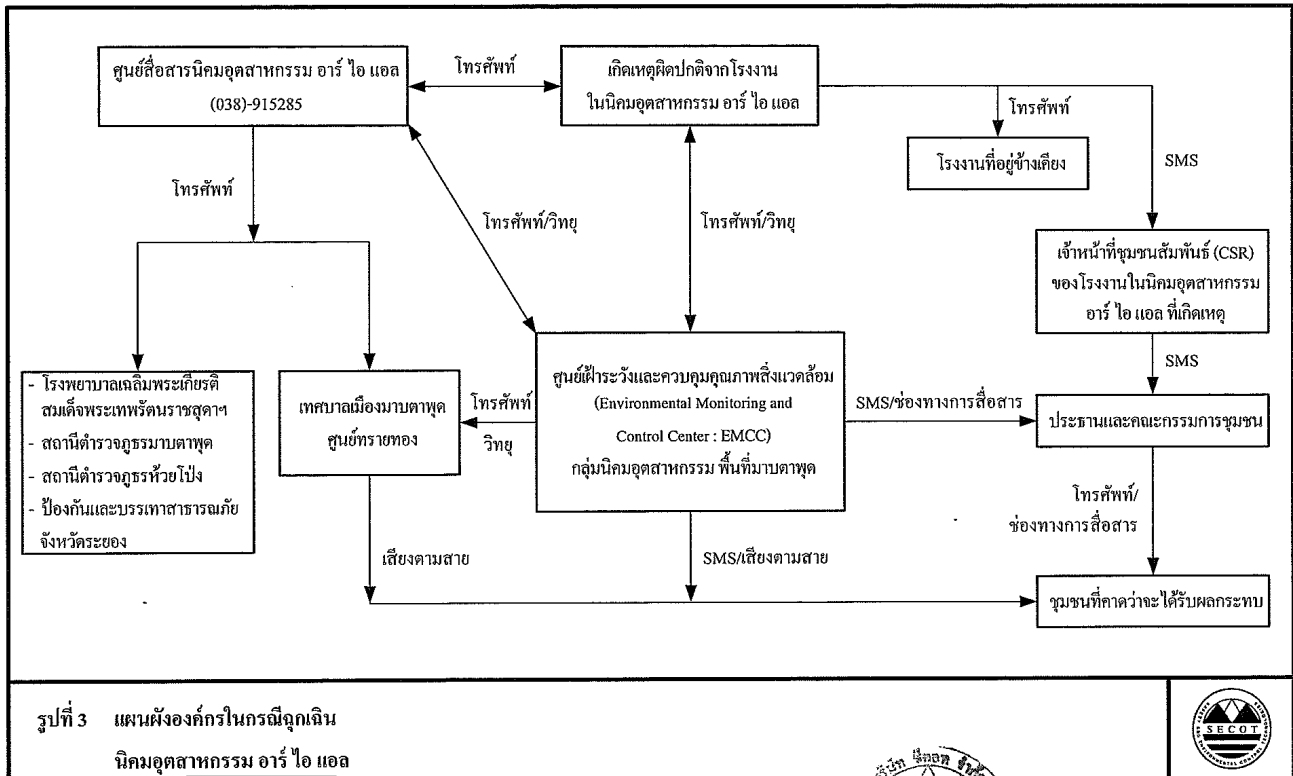 ศูนย์สื่อสารนิคมอุตสาหกรรม อาร์ ไอ แอล
(038)-915285
โทรศัพท์
เกิดเหตุผิดปกติจากโรงงาน
ในนิคมอุตสาหกรรม อาร์ ไอ แอล
โทรศัพท์
โรงงานที่อยู่ข้างเคียง
SMS
โทรศัพท์
โทรศัพท์/วิทยุ
โทรศัพท์/วิทยุ
เจ้าหน้าที่ชุมชนสัมพันธ์ (CSR)
ของโรงงานในนิคมอุตสาหกรรม
อาร์ ไอ แอล ที่เกิดเหตุ
SMS
- โรงพยาบาลเฉลิมพระเกียรติ
สมเด็จพระเทพรัตนราชสุดาฯ
- สถานีตำรวจภูธรมาบตาพุด
- สถานีตำรวจภูธรห้วยโป่ง
- ป้องกันและบรรเทาสาธารณภัย
จังหวัดระยอง
เทศบาลเมืองมาบตาพุด
ศูนย์ทรายทอง
โทรศัพท์
วิทยุ
ศูนย์เฝ้าระวังและควบคุมคุณภาพสิ่งแวดล้อม
(Environmental Monitoring and
Control Center : EMCC)
กลุ่มนิคมอุตสาหกรรม พื้นที่มาบตาพุด
SMS/ช่องทางการสื่อสาร
ประธานและคณะกรรมการชุมชน
โทรศัพท์/
ช่องทางการสื่อสาร
เสียงตามสาย
SMS/เสียงตามสาย
ชุมชนที่คาดว่าจะได้รับผลกระทบ
รูปที่ 3 แผนผังองค์กรในกรณีฉุกเฉิน
นิคมอุตสาหกรรม อาร์ ไอ แอล
SECOT